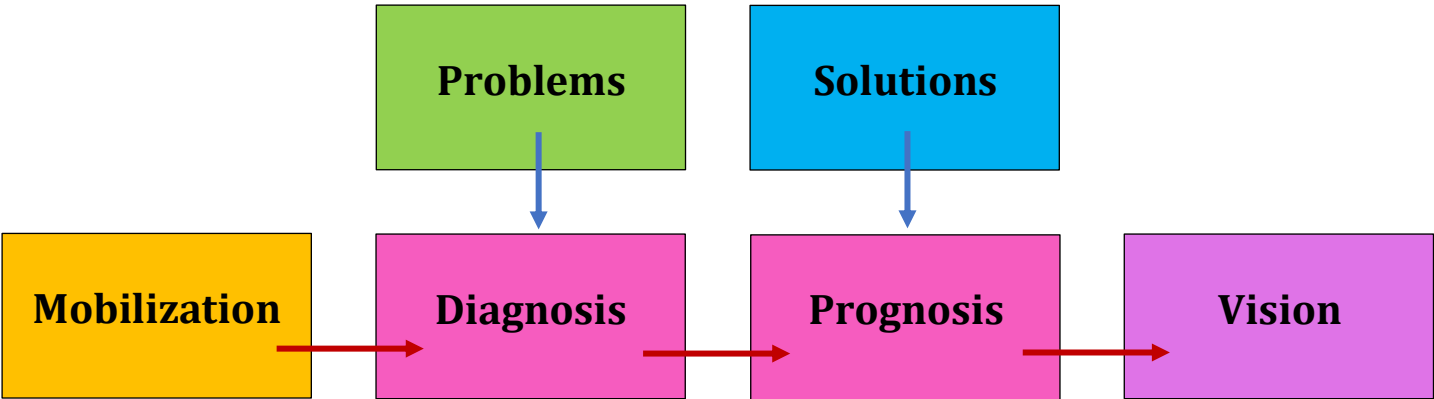 Problems
Solutions
Mobilization
Diagnosis
Prognosis
Vision